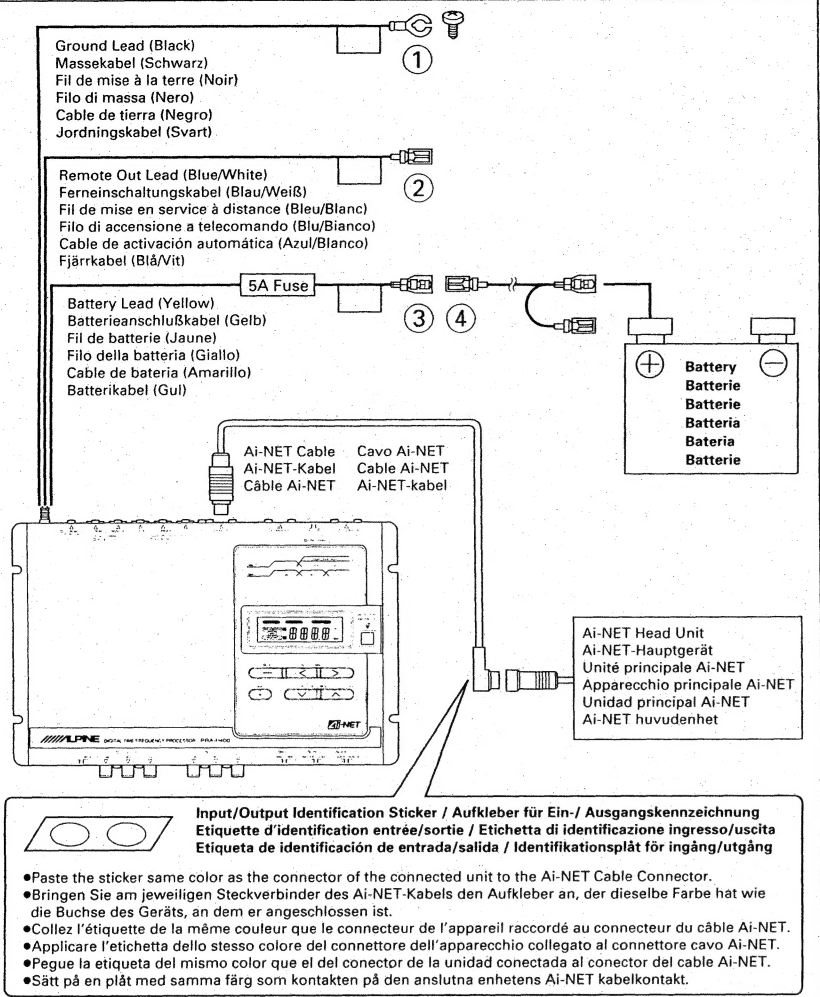 Ground Lead (Black)
Massekabel (Schwarz)
Fil de mise à la terre (Noir)
Filo di massa (Nero)
Cable de tierra (Negro)
Jordningskabel (Svart)
1
Remote Out Lead (Blue/White)
Ferneinschaltungskabel (Blau/Weiß)
Fil de mise en service à distance (Bleu/Blanc)
Filo di accensione a telecomando (Blu/Bianco)
Cable de activación automática (Azul/Blanco)
Fjärrkabel (Blå/Vit)
2
5A Fuse
Battery Lead (Yellow)
Batterieanschlußkabel (Gelb)
Fil de batterie (Jaune)
Filo della batteria (Giallo)
Cable de bateria (Amarillo)
Batterikabel (Gul)
3
4
+
−
Battery
Batterie
Batterie
Batteria
Bateria
Batterie
Ai-NET Cable
Ai-NET-Kabel
Câble Ai-NET
Cavo Ai-NET
Cable Ai-NET
Ai-NET-kabel
Ai-NET
ALPINE DIGITAL TIME FREQUENCY PROCESSOR
Ai-NET Head Unit
Ai-NET-Hauptgerät
Unité principale Ai-NET
Apparecchio principale Ai-NET
Unidad principal Ai-NET
Ai-NET huvudenhet
Input/Output Identification Sticker / Aufkleber für Ein-/ Ausgangskennzeichnung
Etiquette d'identification entrée/sortie / Etichetta di identificazione ingresso/uscita
Etiqueta de identificación de entrada/salida / Identifikationsplåt för ingång/utgång
●Paste the sticker same color as the connector of the connected unit to the Ai-NET Cable Connector.
●Bringen Sie am jeweiligen Steckverbinder des Ai-NET-Kabels den Aufkleber an, der dieselbe Farbe hat wie
die Buchse des Geräts, an dem er angeschlossen ist.
●Collez l'étiquette de la même couleur que le connecteur de l'appareil raccordé au connecteur du câble Ai-NET.
●Applicare l'etichetta dello stesso colore del connettore dell'apparecchio collegato al connettore cavo Ai-NET.
●Pegue la etiqueta del mismo color que el del conector de la unidad conectada al conector del cable Ai-NET.
●Sätt på en plåt med samma färg som kontakten på den anslutna enhetens Ai-NET kabelkontakt.